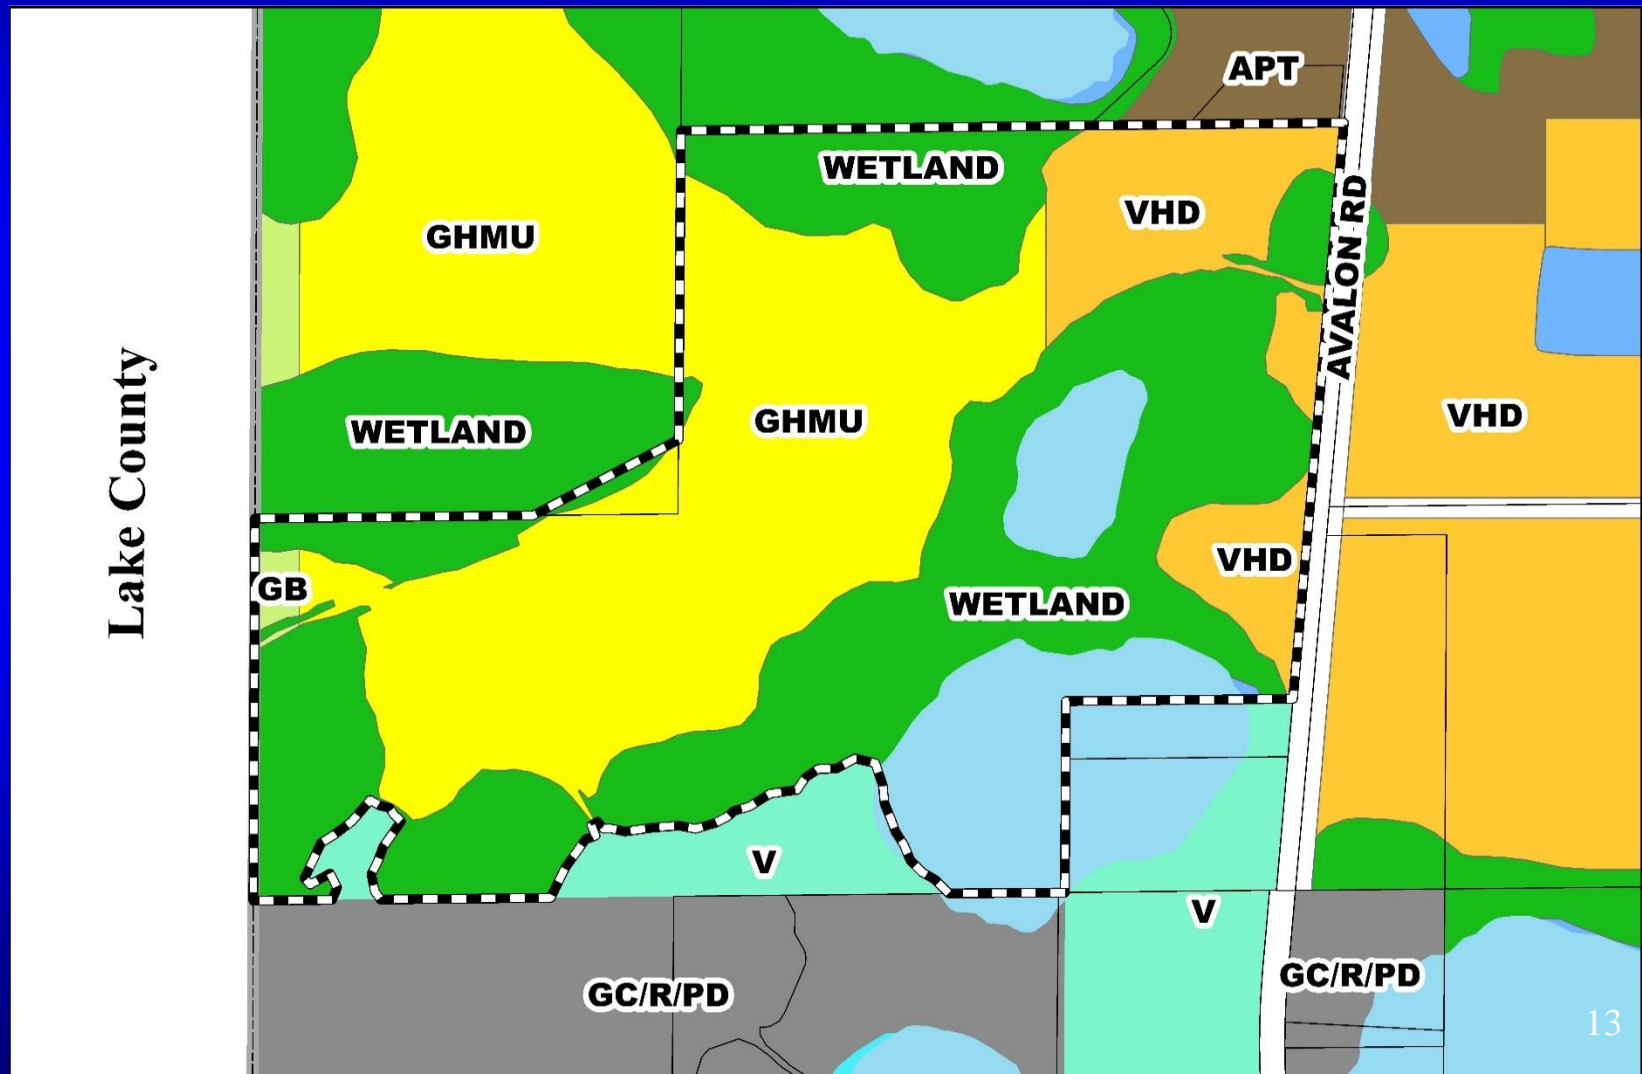 APT
WETLAND
VHD
GHMU
AVALON RD
Lake County
WETLAND
GHMU
VHD
VHD
GB
WETLAND
V
V
GC/R/PD
GC/R/PD
13